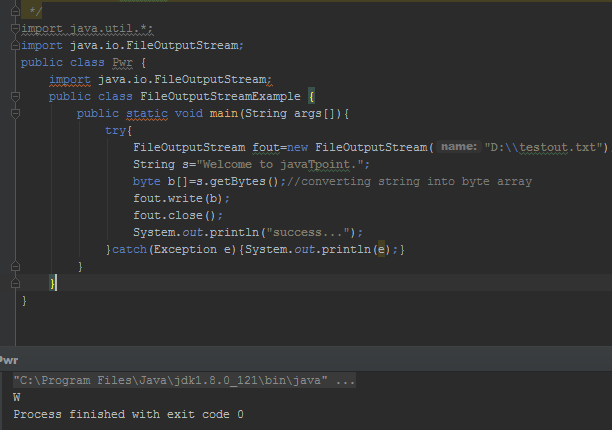 */
import java.util.*;
import java.io.FileOutputStream;
public class Pwr {
import java.io.FileOutputStream;
public class FileOutputStreamExample {
public static void main(String args[]){
try{
FileOutputStream fout=new FileOutputStream( name: "D:\\testout.txt")
String s="Welcome to javaTpoint.";
byte b[]=s.getBytes();//converting string into byte array
fout.write(b);
fout.close();
System.out.println("success...");
}catch(Exception e){System.out.println(e);}
}
}
}
Pwr
"C:\Program Files\Java\jdk1.8.0_121\bin\java" ...
W
Process finished with exit code 0